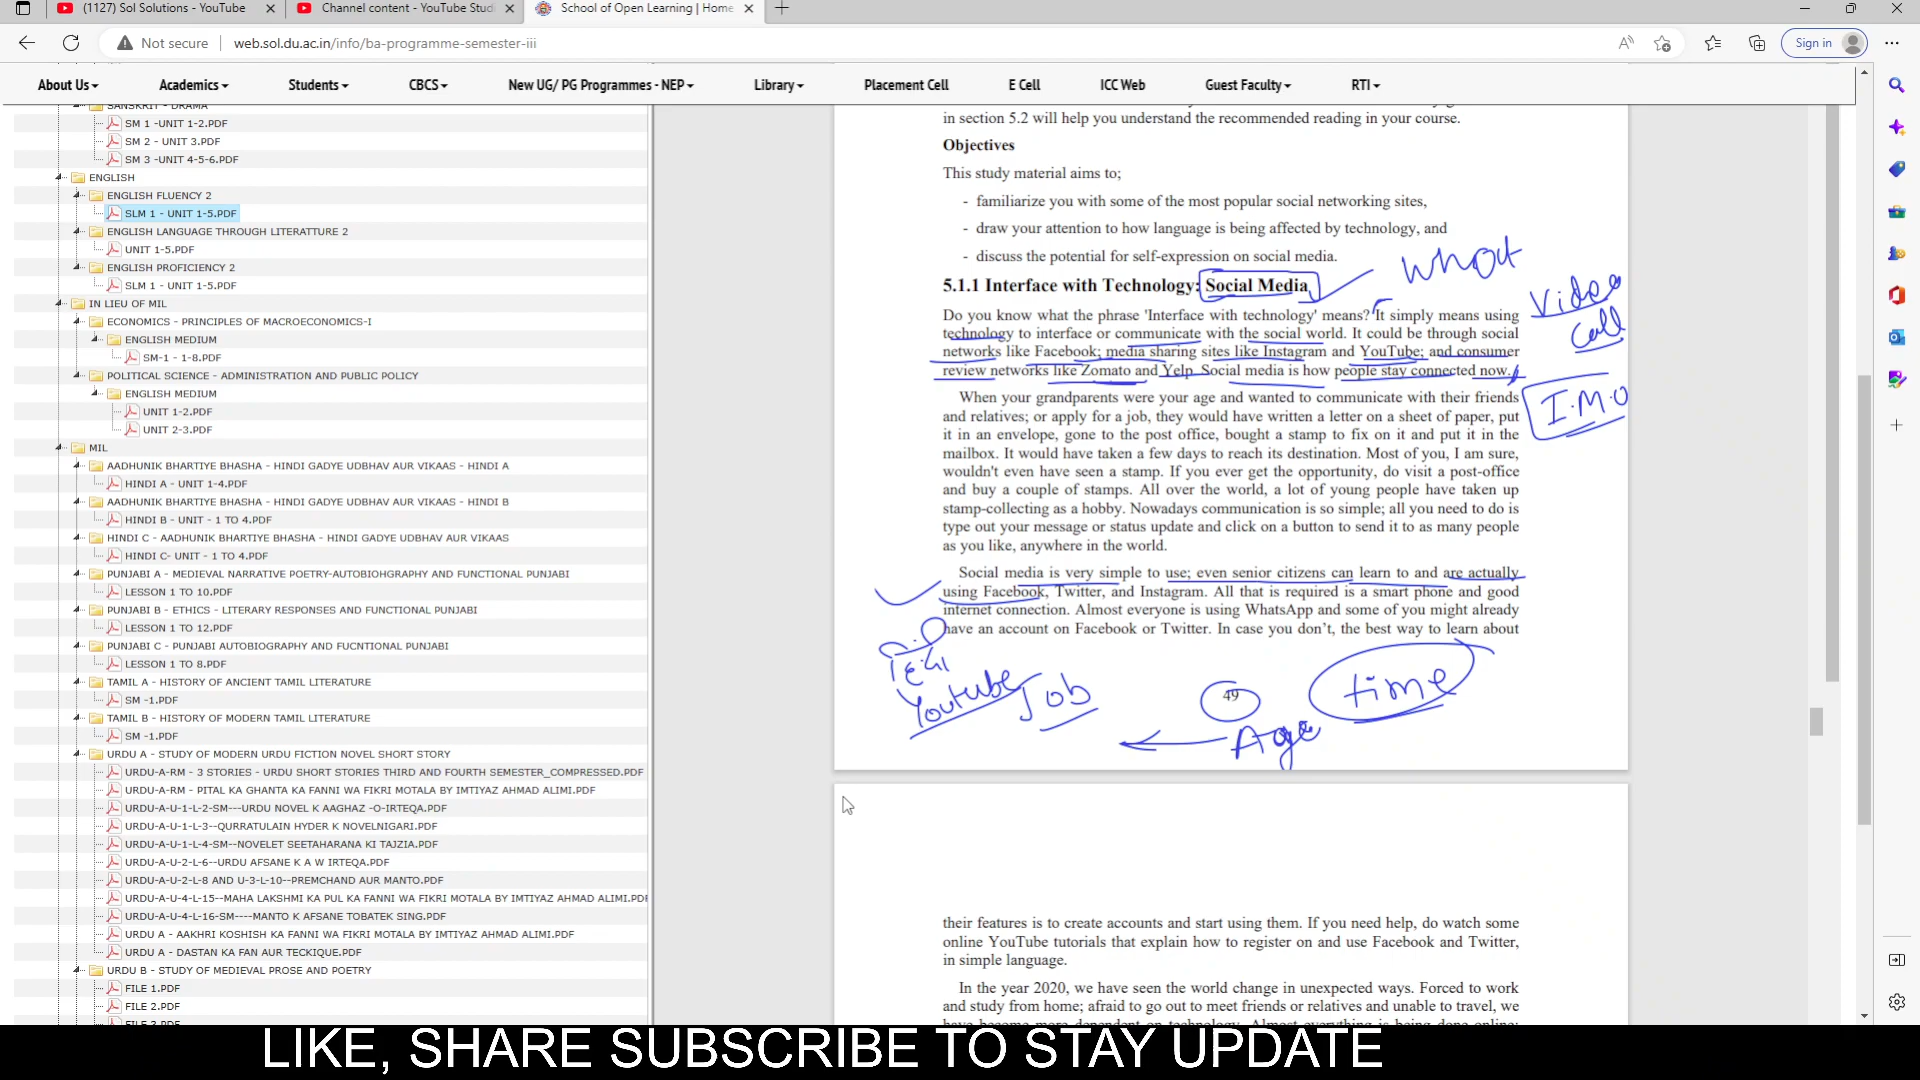 (1127) Sol Solutions - YouTube
Channel content - YouTube Studi
School of Open Learning | Home
Not secure
web.sol.du.ac.in/info/ba-programme-semester-iii
Sign in
About Us
Academics
Students
CBCS
New UG/ PG Programmes - NEP
Library
Placement Cell
E Cell
ICC Web
Guest Faculty
RTI
SANSKRIT - DRAMA
SM 1 -UNIT 1-2.PDF
SM 2 - UNIT 3.PDF
SM 3 -UNIT 4-5-6.PDF
ENGLISH
ENGLISH FLUENCY 2
SLM 1 - UNIT 1-5.PDF
ENGLISH LANGUAGE THROUGH LITERATTURE 2
UNIT 1-5.PDF
ENGLISH PROFICIENCY 2
SLM 1 - UNIT 1-5.PDF
IN LIEU OF MIL
ECONOMICS - PRINCIPLES OF MACROECONOMICS-I
ENGLISH MEDIUM
SM-1 - 1-8.PDF
POLITICAL SCIENCE - ADMINISTRATION AND PUBLIC POLICY
ENGLISH MEDIUM
UNIT 1-2.PDF
UNIT 2-3.PDF
MIL
AADHUNIK BHARTIYE BHASHA - HINDI GADYE UDBHAV AUR VIKAAS - HINDI A
HINDI A - UNIT 1-4.PDF
AADHUNIK BHARTIYE BHASHA - HINDI GADYE UDBHAV AUR VIKAAS - HINDI B
HINDI B - UNIT - 1 TO 4.PDF
HINDI C - AADHUNIK BHARTIYE BHASHA - HINDI GADYE UDBHAV AUR VIKAAS
HINDI C- UNIT - 1 TO 4.PDF
PUNJABI A - MEDIEVAL NARRATIVE POETRY-AUTOBIOHGRAPHY AND FUNCTIONAL PUNJABI
LESSON 1 TO 10.PDF
PUNJABI B - ETHICS - LITERARY RESPONSES AND FUNCTIONAL PUNJABI
LESSON 1 TO 12.PDF
PUNJABI C - PUNJABI AUTOBIOGRAPHY AND FUCNTIONAL PUNJABI
LESSON 1 TO 8.PDF
TAMIL A - HISTORY OF ANCIENT TAMIL LITERATURE
SM -1.PDF
TAMIL B - HISTORY OF MODERN TAMIL LITERATURE
SM -1.PDF
URDU A - STUDY OF MODERN URDU FICTION NOVEL SHORT STORY
URDU-A-RM - 3 STORIES - URDU SHORT STORIES THIRD AND FOURTH SEMESTER_COMPRESSED.PDF
URDU-A-RM - PITAL KA GHANTA KA FANNI WA FIKRI MOTALA BY IMTIYAZ AHMAD ALIMI.PDF
URDU-A-U-1-L-2-SM---URDU NOVEL K AAGHAZ -O-IRTEQA.PDF
URDU-A-U-1-L-3--QURRATULAIN HYDER K NOVELNIGARI.PDF
URDU-A-U-1-L-4-SM--NOVELET SEETAHARANA KI TAJZIA.PDF
URDU-A-U-2-L-6--URDU AFSANE K A W IRTEQA.PDF
URDU-A-U-2-L-8 AND U-3-L-10--PREMCHAND AUR MANTO.PDF
URDU-A-U-4-L-15--MAHA LAKSHMI KA PUL KA FANNI WA FIKRI MOTALA BY IMTIYAZ AHMAD ALIMI.PDF
URDU-A-U-4-L-16-SM----MANTO K AFSANE TOBATEK SING.PDF
URDU A - AAKHRI KOSHISH KA FANNI WA FIKRI MOTALA BY IMTIYAZ AHMAD ALIMI.PDF
URDU A - DASTAN KA FAN AUR TECKIQUE.PDF
URDU B - STUDY OF MEDIEVAL PROSE AND POETRY
FILE 1.PDF
FILE 2.PDF
in section 5.2 will help you understand the recommended reading in your course.
Objectives
This study material aims to;
- familiarize you with some of the most popular social networking sites,
- draw your attention to how language is being affected by technology, and
- discuss the potential for self-expression on social media.
What
5.1.1 Interface with Technology: Social Media
Video
Call
Do you know what the phrase 'Interface with technology' means? It simply means using
technology to interface or communicate with the social world. It could be through social
networks like Facebook; media sharing sites like Instagram and YouTube; and consumer
review networks like Zomato and Yelp. Social media is how people stay connected now.
I.M.O
When your grandparents were your age and wanted to communicate with their friends
and relatives; or apply for a job, they would have written a letter on a sheet of paper, put
it in an envelope, gone to the post office, bought a stamp to fix on it and put it in the
mailbox. It would have taken a few days to reach its destination. Most of you, I am sure,
wouldn't even have seen a stamp. If you ever get the opportunity, do visit a post-office
and buy a couple of stamps. All over the world, a lot of young people have taken up
stamp-collecting as a hobby. Nowadays communication is so simple; all you need to do is
type out your message or status update and click on a button to send it to as many people
as you like, anywhere in the world.
Social media is very simple to use; even senior citizens can learn to and are actually
using Facebook, Twitter, and Instagram. All that is required is a smart phone and good
internet connection. Almost everyone is using WhatsApp and some of you might already
have an account on Facebook or Twitter. In case you don't, the best way to learn about
Youtube
Job
49
time
Age
their features is to create accounts and start using them. If you need help, do watch some
online YouTube tutorials that explain how to register on and use Facebook and Twitter,
in simple language.
In the year 2020, we have seen the world change in unexpected ways. Forced to work
and study from home; afraid to go out to meet friends or relatives and unable to travel, we
LIKE, SHARE SUBSCRIBE TO STAY UPDATE